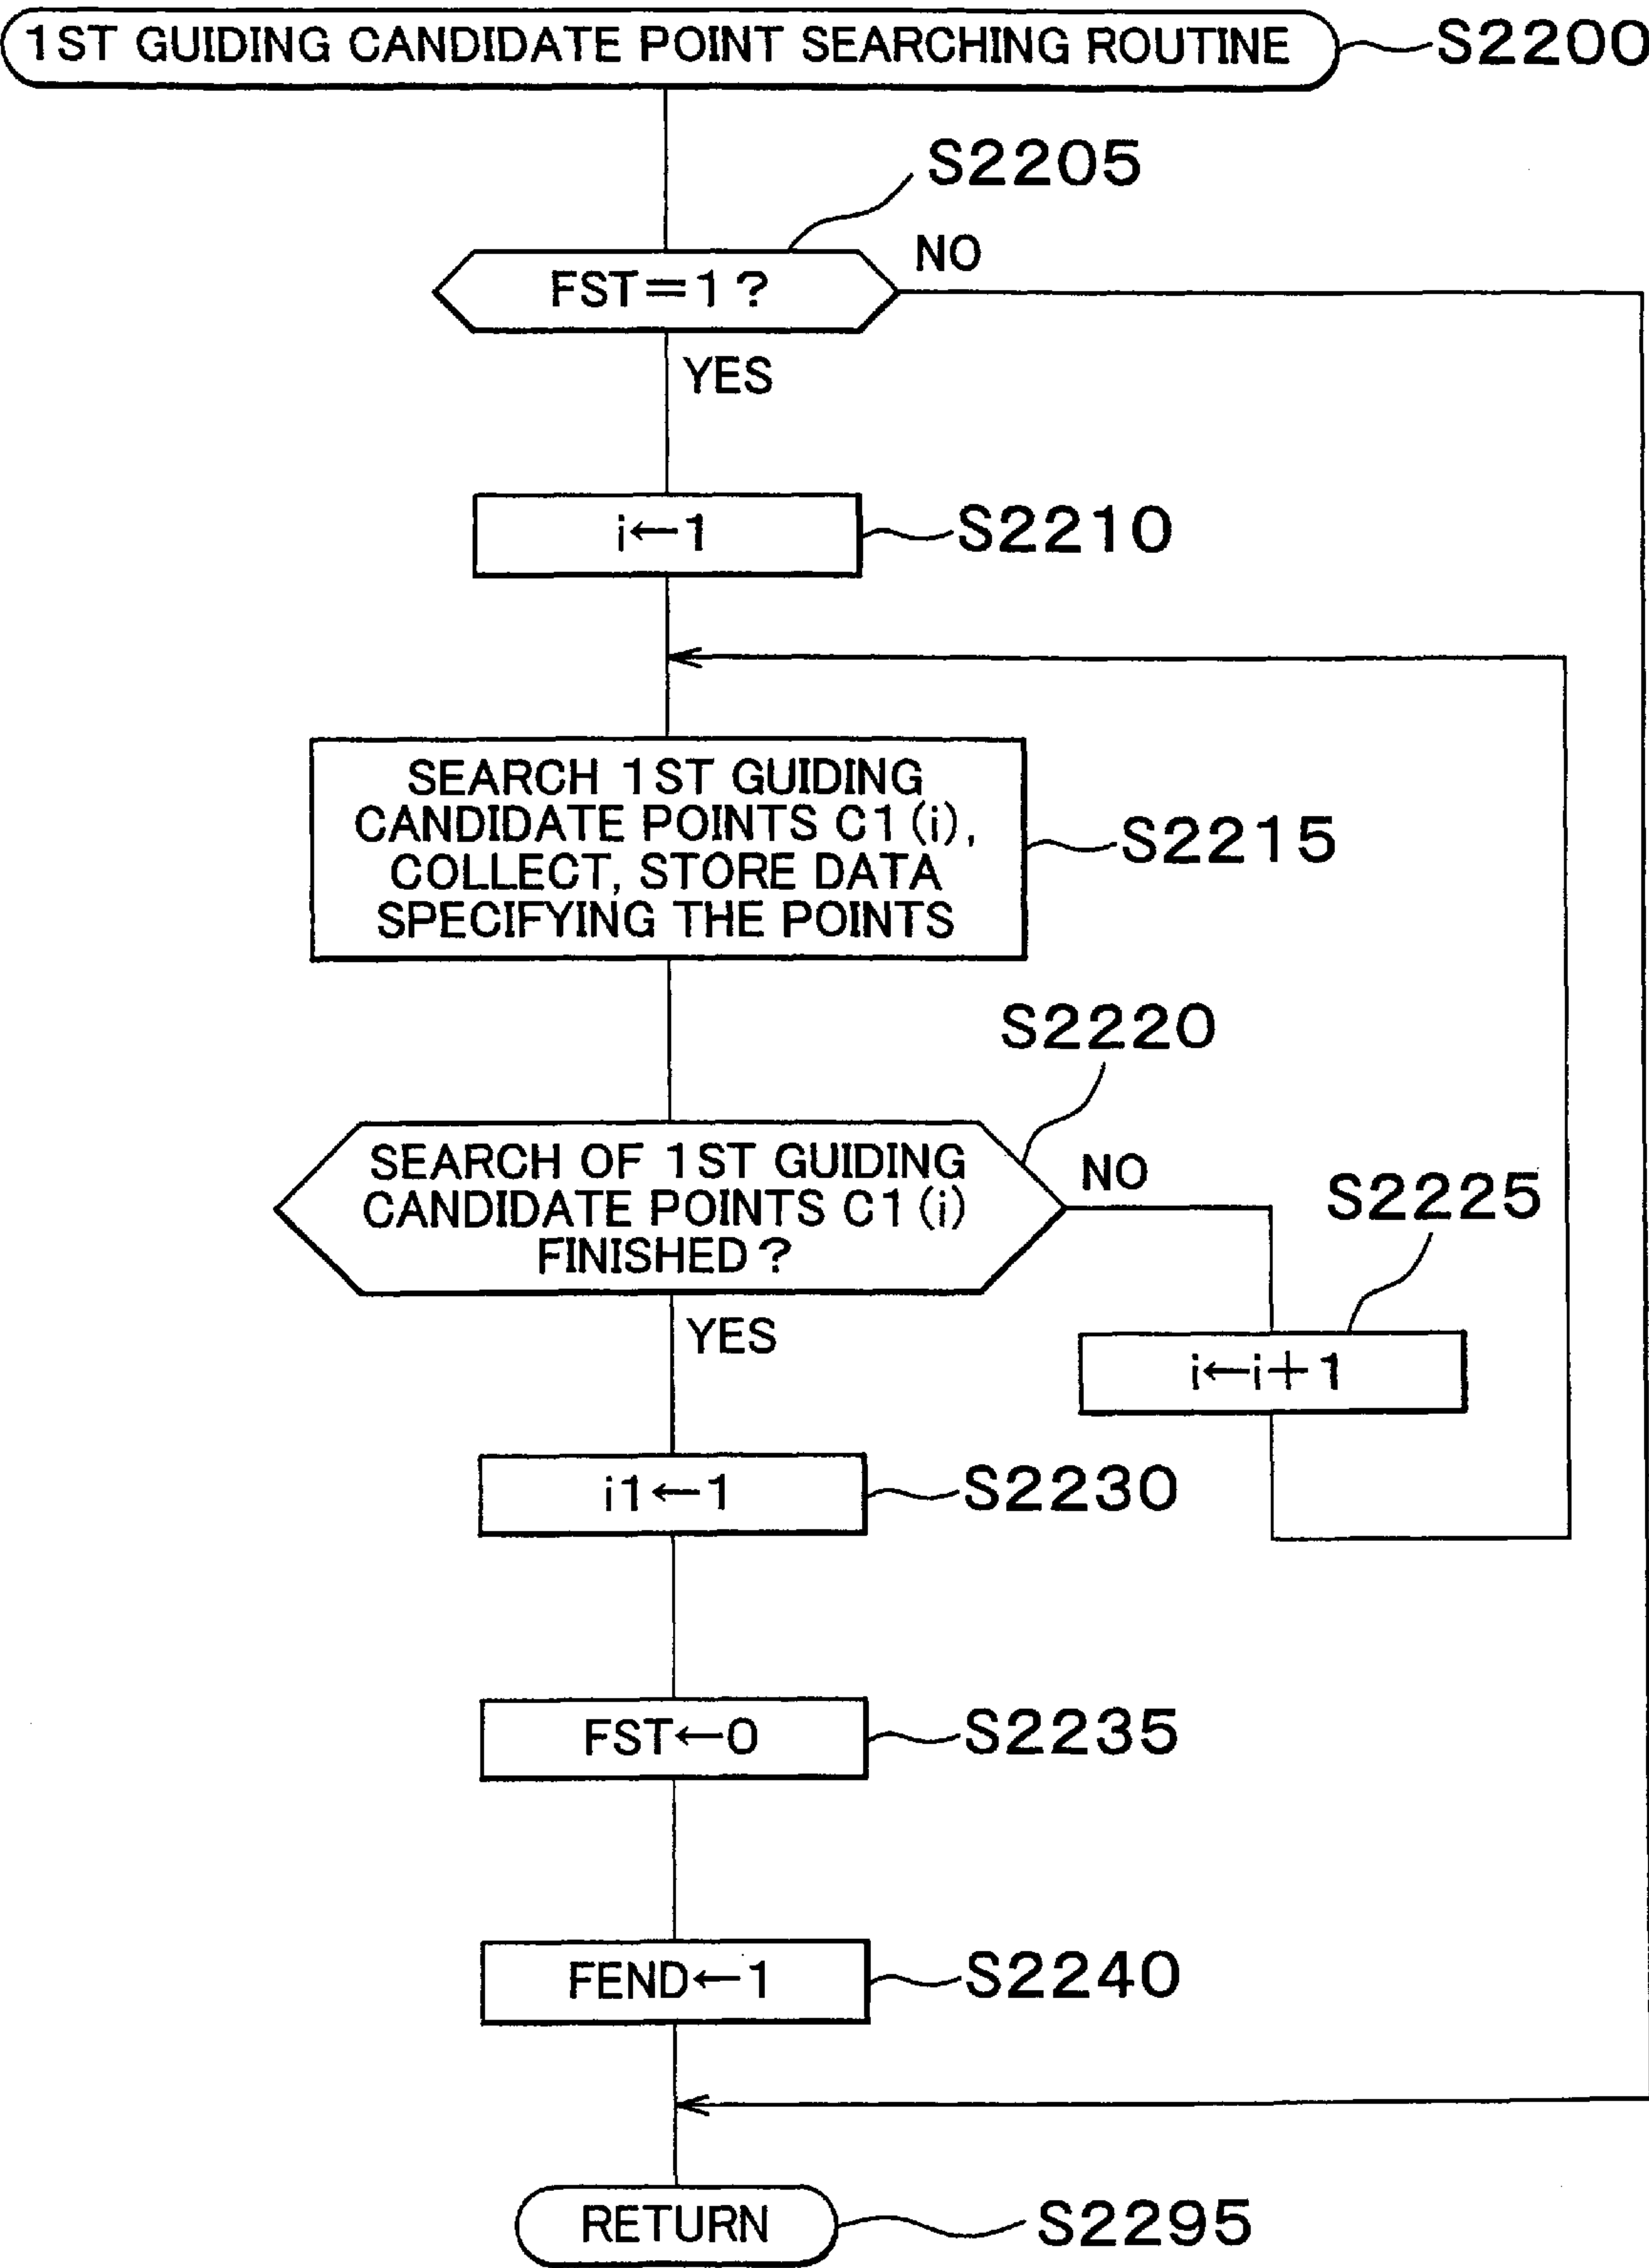 1ST GUIDING CANDIDATE POINT SEARCHING ROUTINE
S2200
S2205
FST=1?
NO
YES
i←1
S2210
SEARCH 1ST GUIDING
CANDIDATE POINTS C1(i),
COLLECT, STORE DATA
SPECIFYING THE POINTS
S2215
S2220
SEARCH OF 1ST GUIDING
CANDIDATE POINTS C1(i)
FINISHED?
NO
YES
S2225
i←i+1
i1←1
S2230
FST←0
S2235
FEND←1
S2240
RETURN
S2295